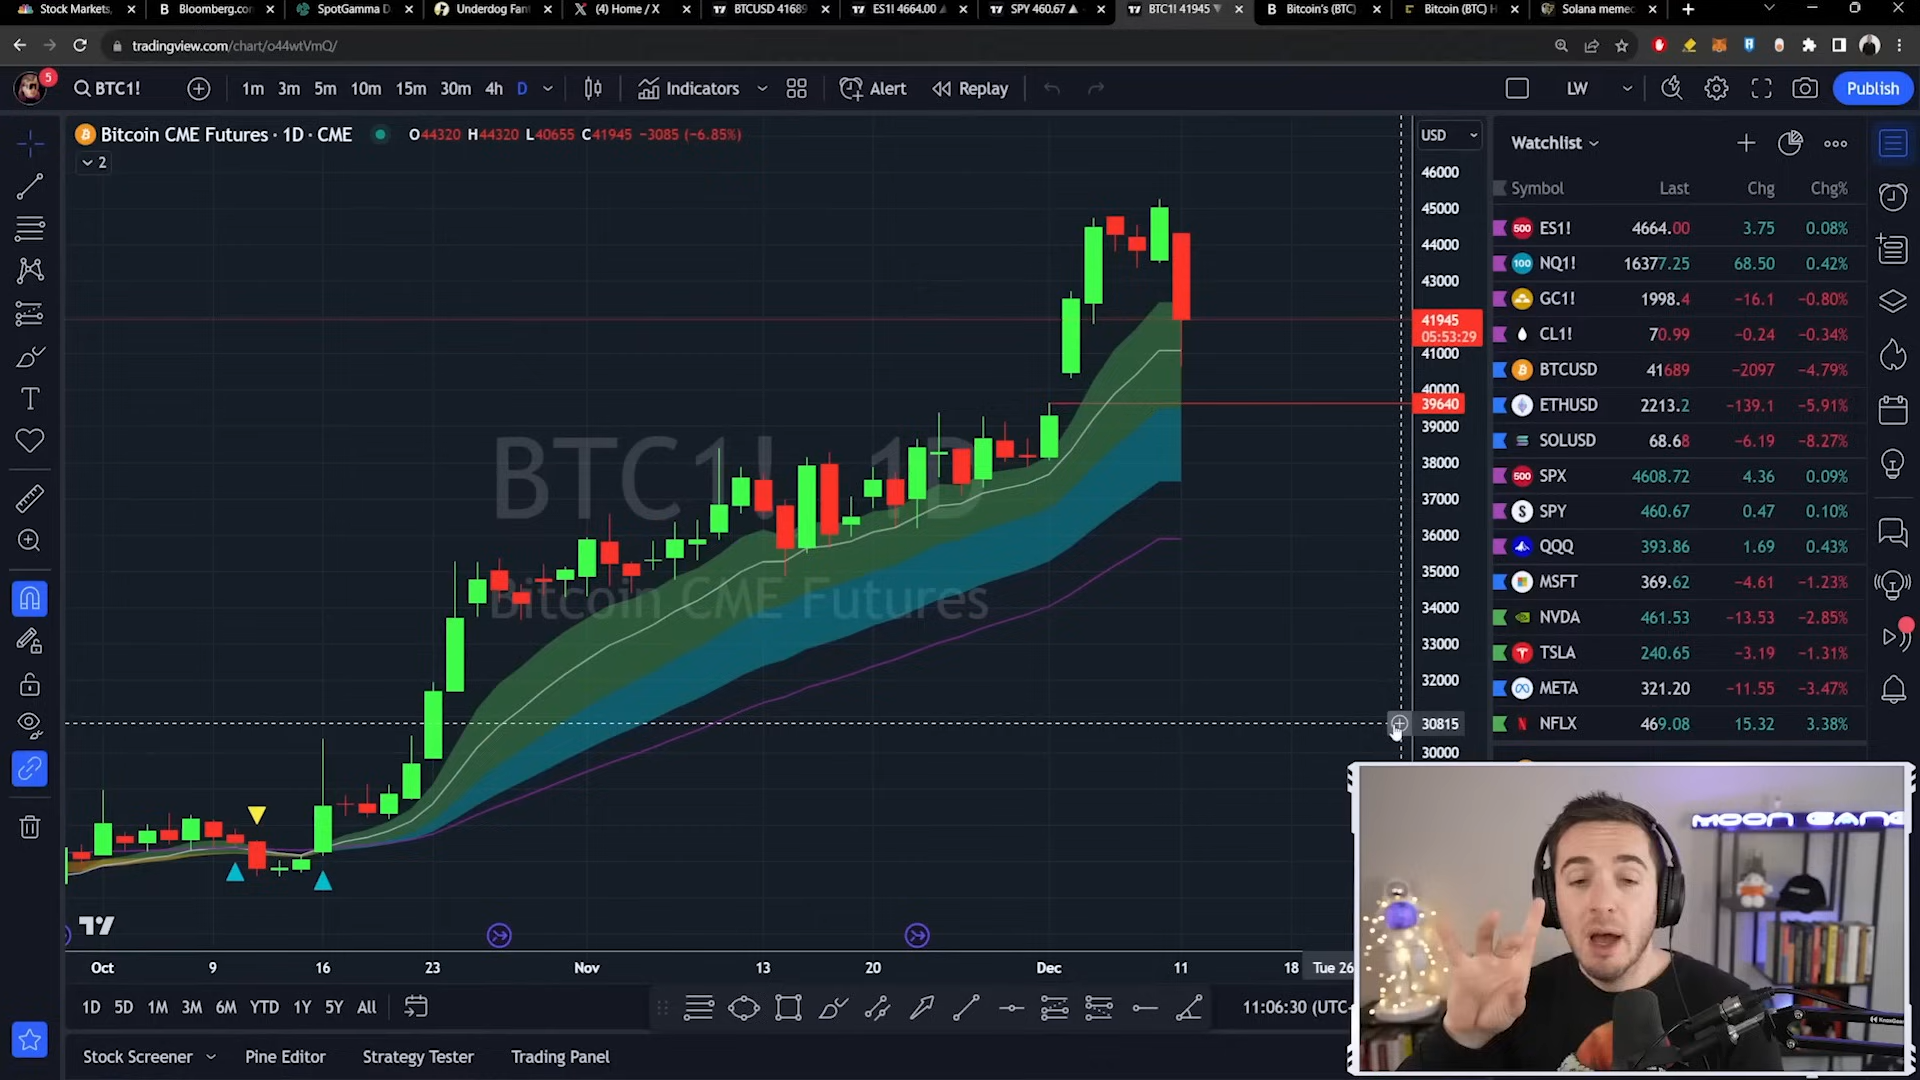 Stock Markets,
Bloomberg.co
SpotGamma D
Underdog Fan
(4) Home / X
BTCUSD 41689
ES1! 4664.00
SPY 460.67
BTC1! 41945
Bitcoin's (BTC)
Bitcoin (BTC) H
Solana memec
tradingview.com/chart/o44wtVmQ/
5
BTC1!
1m 3m 5m 10m 15m 30m 4h D
Indicators
Alert
Replay
LW
Publish
Bitcoin CME Futures · 1D · CME
O44320 H44320 L40655 C41945 −3085 (−6.85%)
2
USD
46000
45000
44000
43000
41945
05:53:29
41000
40000
39640
39000
38000
37000
36000
35000
34000
33000
32000
30815
30000
BTC1! 1D
Bitcoin CME Futures
Watchlist
Symbol Last Chg Chg%
ES1! 4664.00 3.75 0.08%
NQ1! 16377.25 68.50 0.42%
GC1! 1998.4 −16.1 −0.80%
CL1! 70.99 −0.24 −0.34%
BTCUSD 41689 −2097 −4.79%
ETHUSD 2213.2 −139.1 −5.91%
SOLUSD 68.68 −6.19 −8.27%
SPX 4608.72 4.36 0.09%
SPY 460.67 0.47 0.10%
QQQ 393.86 1.69 0.43%
MSFT 369.62 −4.61 −1.23%
NVDA 461.53 −13.53 −2.85%
TSLA 240.65 −3.19 −1.31%
META 321.20 −11.55 −3.47%
NFLX 469.08 15.32 3.38%
MOON GANG
Oct 9 16 23 Nov 13 20 Dec 11 18 Tue 26
1D 5D 1M 3M 6M YTD 1Y 5Y All
11:06:30 (UTC-
Stock Screener
Pine Editor
Strategy Tester
Trading Panel